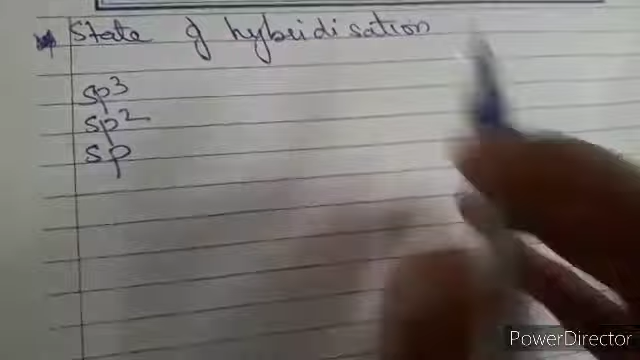 * State of hybridisation
sp³
sp²
sp
PowerDirector